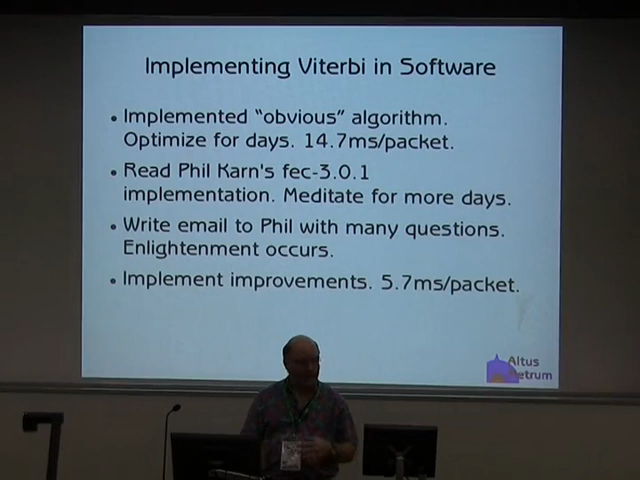 Implementing Viterbi in Software
• Implemented “obvious” algorithm.
Optimize for days. 14.7ms/packet.
• Read Phil Karn's fec-3.0.1
implementation. Meditate for more days.
• Write email to Phil with many questions.
Enlightenment occurs.
• Implement improvements. 5.7ms/packet.
Altus
Metrum